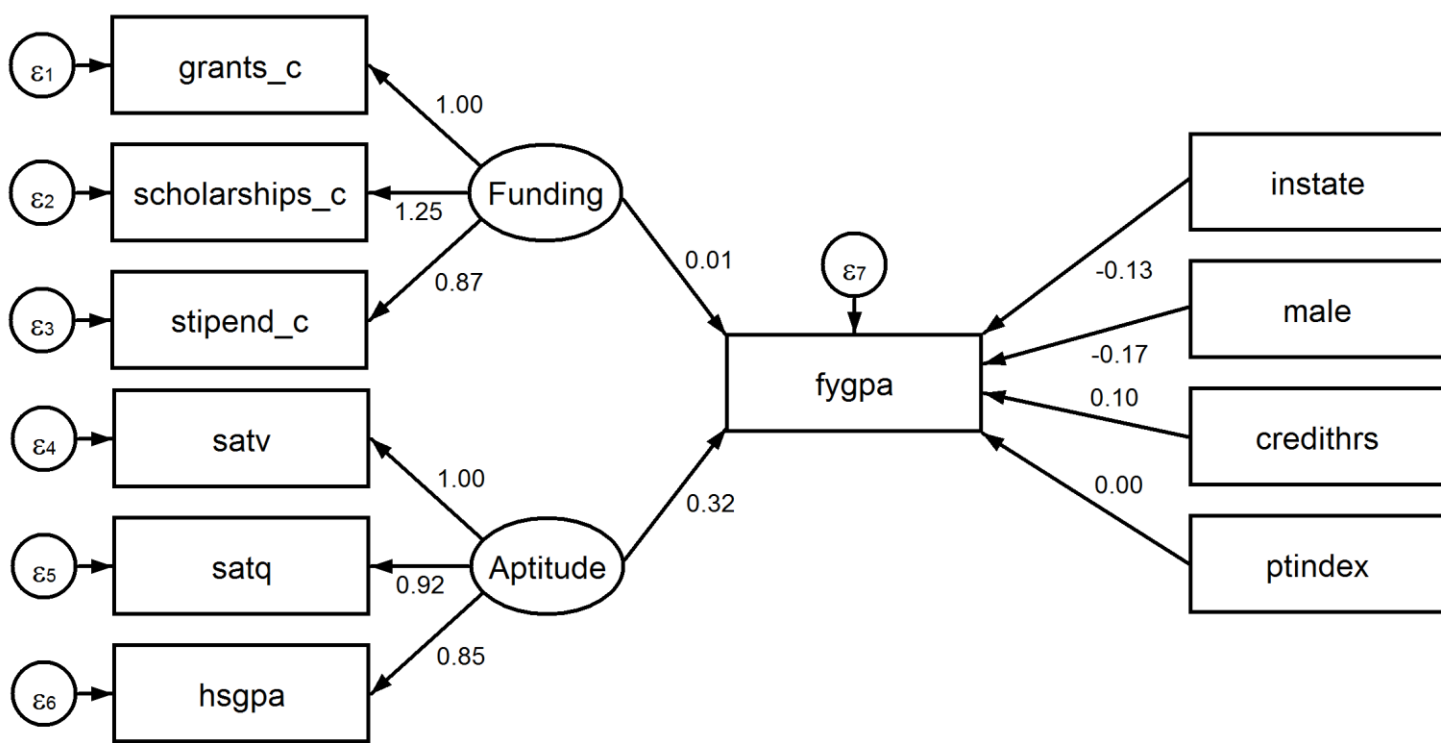 ε1
grants_c
1.00
ε2
scholarships_c
1.25
Funding
ε3
stipend_c
0.87
0.01
ε4
satv
1.00
ε5
satq
0.92
Aptitude
0.32
ε6
hsgpa
0.85
ε7
fygpa
instate
-0.13
male
-0.17
credithrs
0.10
ptindex
0.00